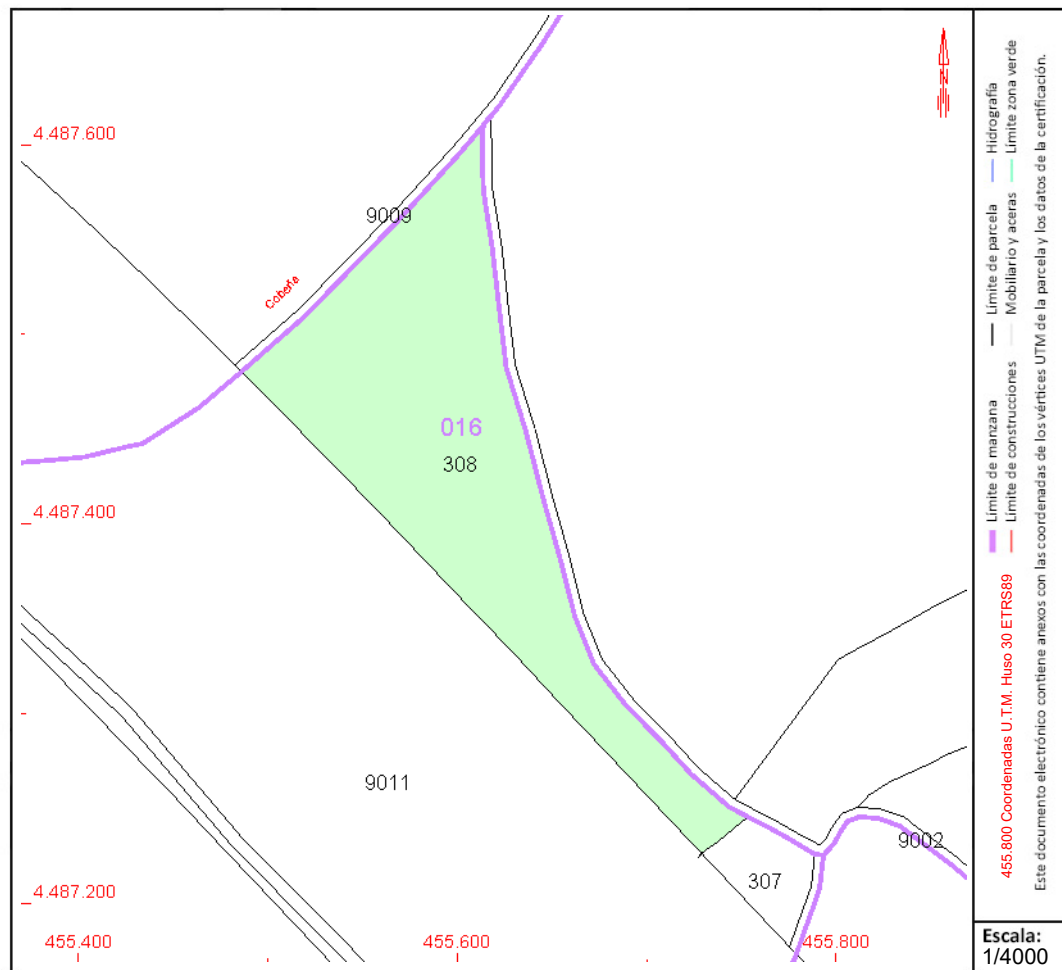 4.487.600
9009
Cobeña
016
308
4.487.400
9011
9002
307
4.487.200
455.400
455.600
455.800
N
Límite de manzana
Límite de parcela
Hidrografía
Límite de construcciones
Mobiliario y aceras
Límite zona verde
455.800 Coordenadas U.T.M. Huso 30 ETRS89
Este documento electrónico contiene anexos con las coordenadas de los vértices UTM de la parcela y los datos de la certificación.
Escala:
1/4000